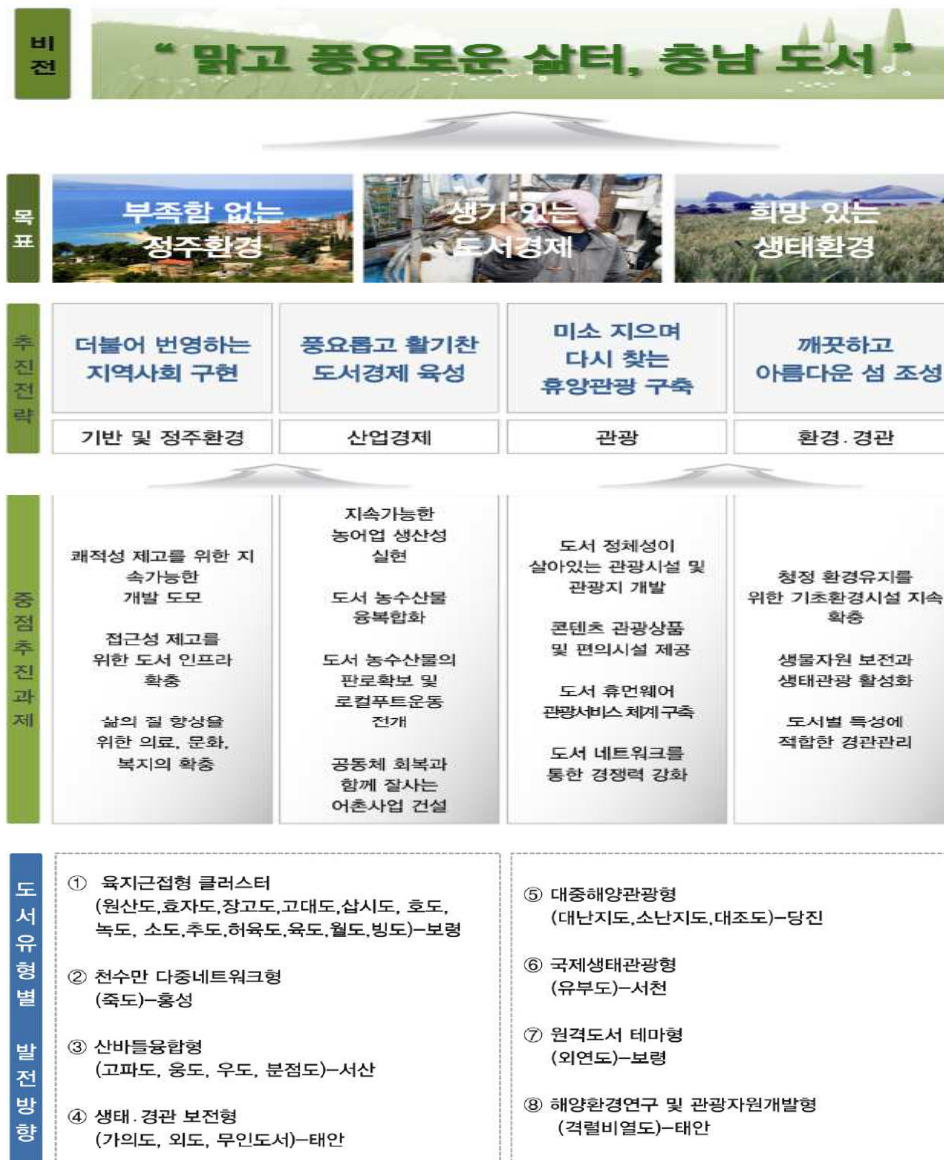 비
전
“ 맑고 풍요로운 삶터, 충남 도서 ”
목
표
부족함 없는
정주환경
생기 있는
도서경제
희망 있는
생태환경
추
진
전
략
더불어 번영하는
지역사회 구현
기반 및 정주환경
풍요롭고 활기찬
도서경제 육성
산업경제
미소 지으며
다시 찾는
휴양관광 구축
관광
깨끗하고
아름다운 섬 조성
환경.경관
중
점
추
진
과
제
쾌적성 제고를 위한 지
속가능한
개발 도모
접근성 제고를
위한 도서 인프라
확충
삶의 질 향상을
위한 의료, 문화,
복지의 확충
지속가능한
농어업 생산성
실현
도서 농수산물
융복합화
도서 농수산물의
판로확보 및
로컬푸트운동
전개
공동체 회복과
함께 잘사는
어촌사업 건설
도서 정체성이
살아있는 관광시설 및
관광지 개발
콘텐츠 관광상품
및 편의시설 제공
도서 휴먼웨어
관광서비스 체계 구축
도서 네트워크를
통한 경쟁력 강화
청정 환경유지를
위한 기초환경시설 지속
확충
생물자원 보전과
생태관광 활성화
도서별 특성에
적합한 경관관리
도
서
유
형
별
발
전
방
향
① 육지근접형 클러스터
(원산도,효자도,장고도,고대도,삽시도, 호도,
녹도, 소도,추도,허육도,육도,월도,빙도)–보령
② 천수만 다중네트워크형
(죽도)–홍성
③ 산바들융합형
(고파도, 웅도, 우도, 분점도)–서산
④ 생태.경관 보전형
(가의도, 외도, 무인도서)–태안
⑤ 대중해양관광형
(대난지도,소난지도,대조도)–당진
⑥ 국제생태관광형
(유부도)–서천
⑦ 원격도서 테마형
(외연도)–보령
⑧ 해양환경연구 및 관광자원개발형
(격렬비열도)–태안